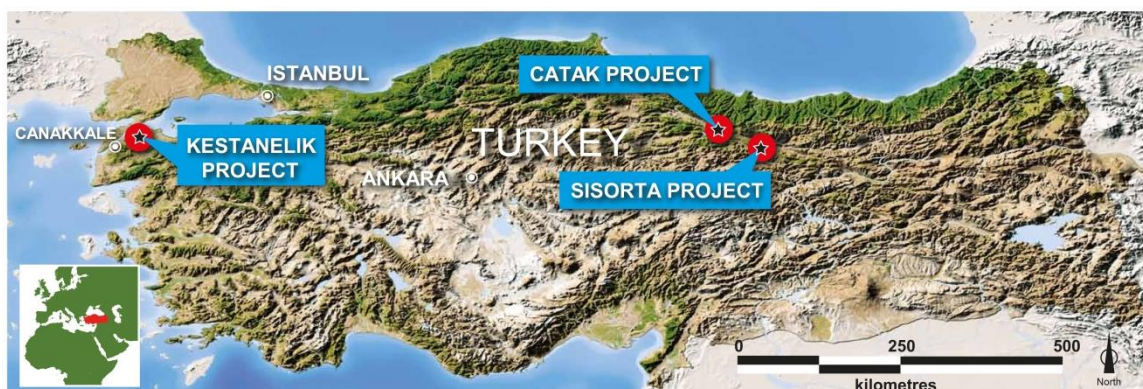 ISTANBUL
CATAK PROJECT
CANAKKALE
KESTANELIK
PROJECT
TURKEY
ANKARA
SISORTA PROJECT
0 250 500
kilometres
North